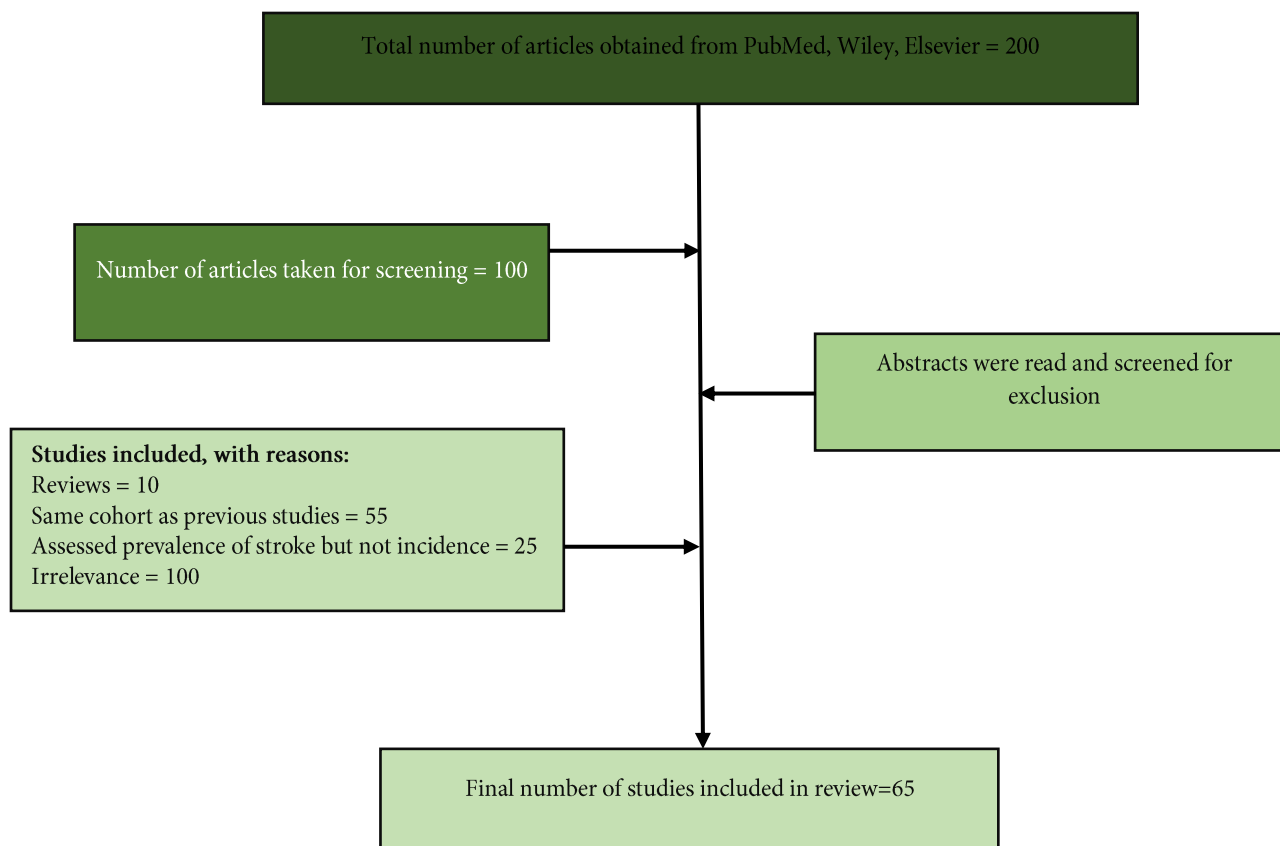 Total number of articles obtained from PubMed, Wiley, Elsevier = 200
Number of articles taken for screening = 100
Abstracts were read and screened for
exclusion
Studies included, with reasons:
Reviews = 10
Same cohort as previous studies = 55
Assessed prevalence of stroke but not incidence = 25
Irrelevance = 100
Final number of studies included in review=65